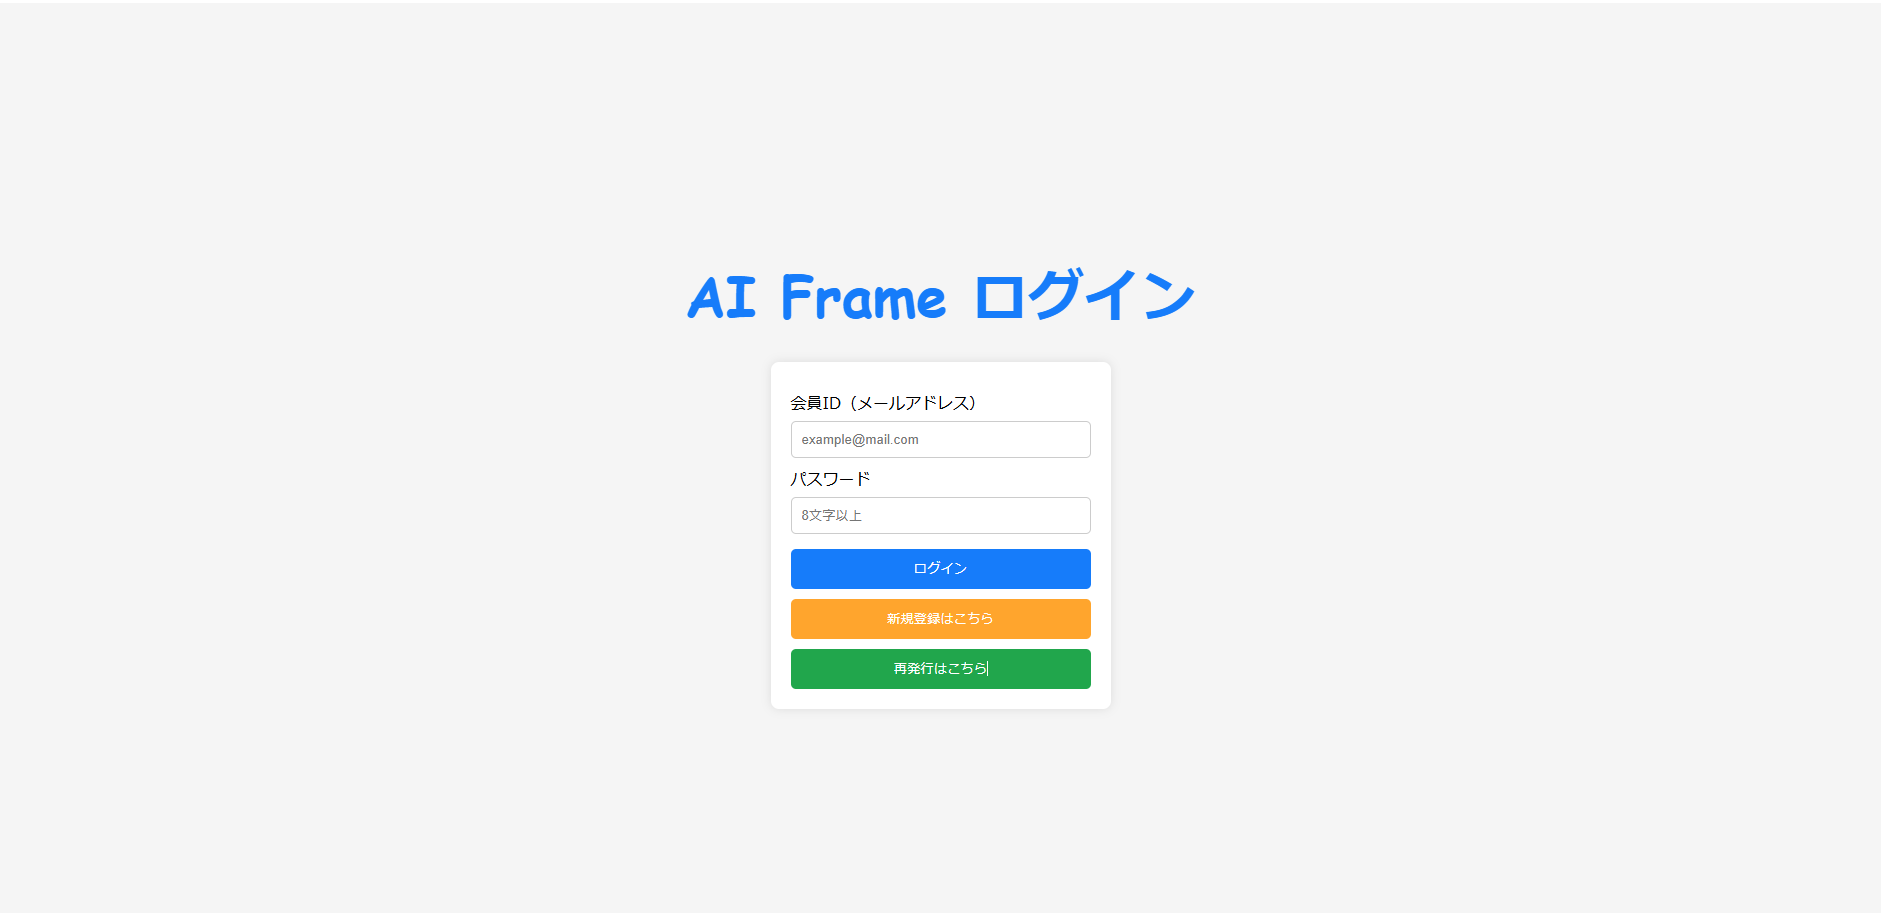 AI Frame ログイン
会員ID（メールアドレス）
example@mail.com
パスワード
8文字以上
ログイン
新規登録はこちら
再発行はこちら